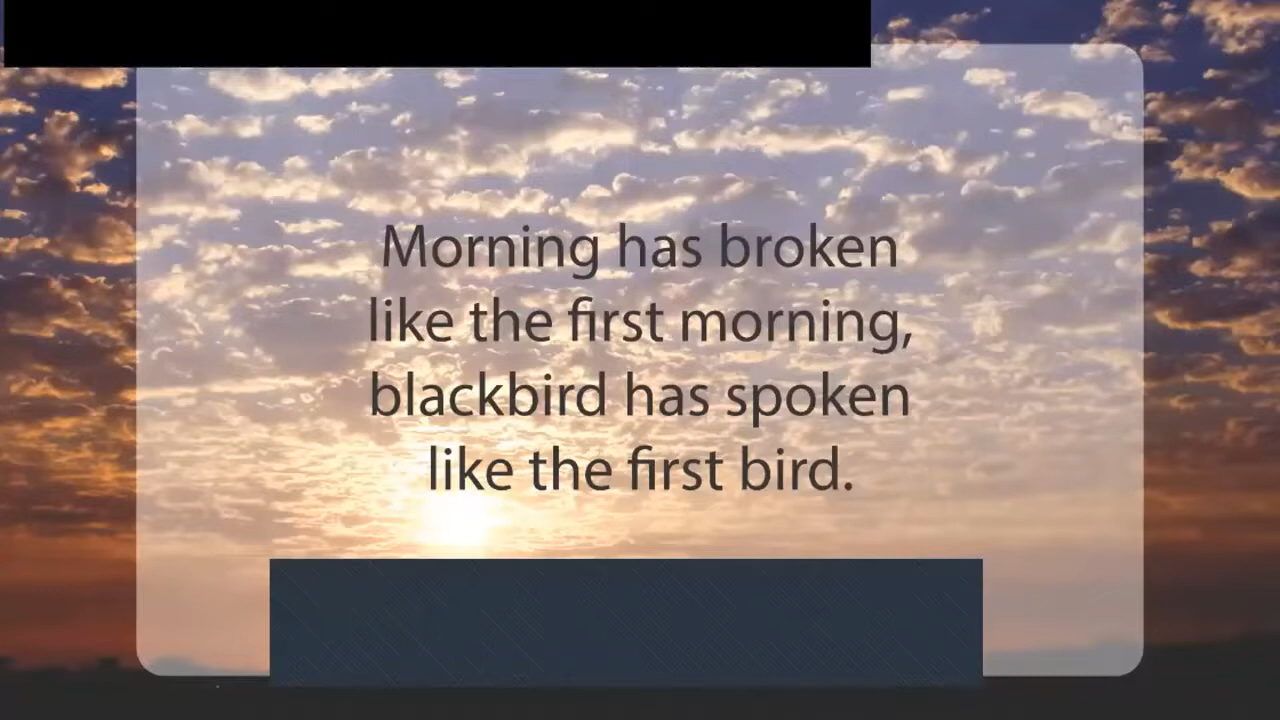 Morning has broken
like the first morning,
blackbird has spoken
like the first bird.